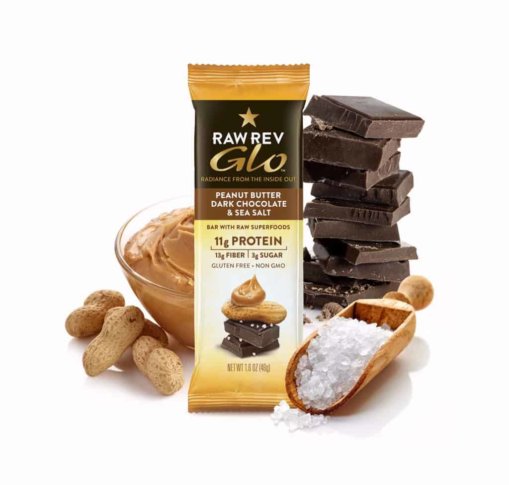 RAW REV
Glo™
RADIANCE FROM THE INSIDE OUT
PEANUT BUTTER
DARK CHOCOLATE
& SEA SALT
BAR WITH RAW SUPERFOODS
11g PROTEIN
13g FIBER | 3g SUGAR
GLUTEN FREE • NON GMO
NET WT 1.6 OZ (46g)